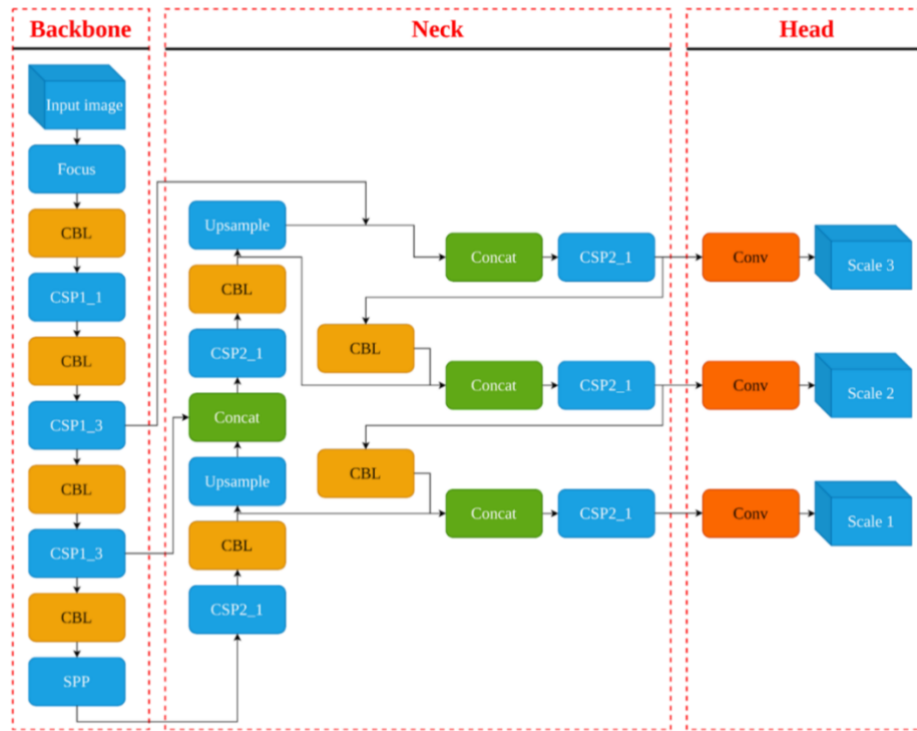 Backbone
Input image
Focus
CBL
CSP1_1
CBL
CSP1_3
CBL
CSP1_3
CBL
SPP
Neck
Upsample
CBL
CSP2_1
Concat
Upsample
CBL
CSP2_1
CBL
CBL
Concat
CSP2_1
Concat
CSP2_1
Concat
CSP2_1
Head
Conv
Scale 3
Conv
Scale 2
Conv
Scale 1